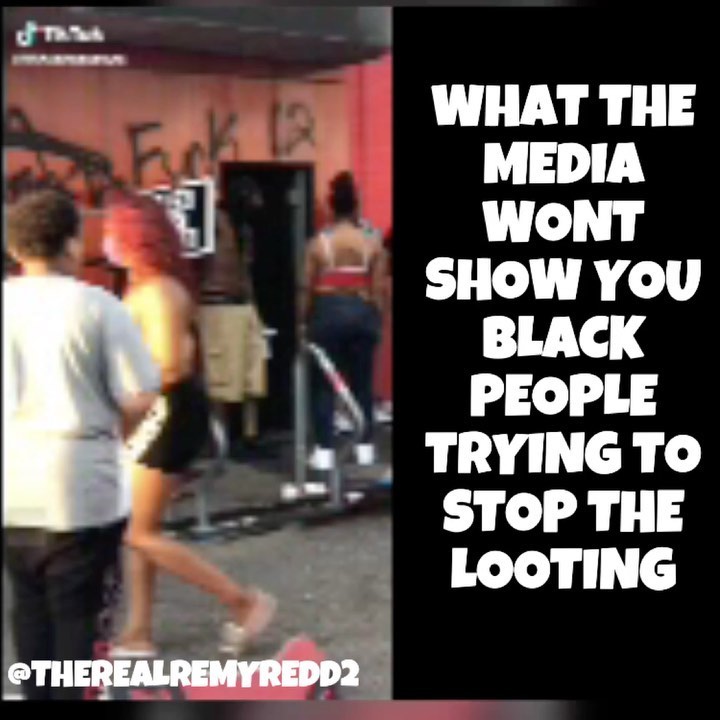 TikTok
Fuck 12
WHAT THE
MEDIA
WONT
SHOW YOU
BLACK
PEOPLE
TRYING TO
STOP THE
LOOTING
@THEREALREMYREDD2